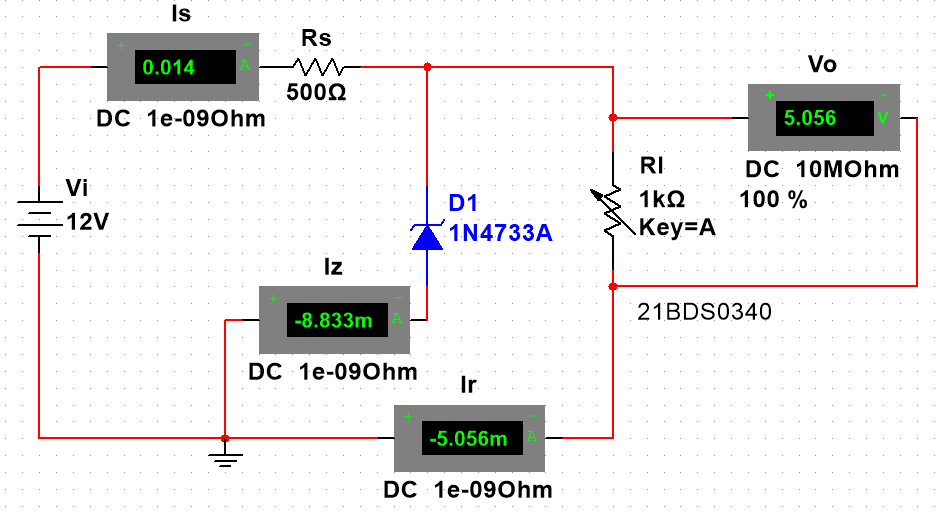 Is
+ -
0.014 A
DC 1e-09Ohm
Rs
500Ω
Vo
+ -
5.056 V
DC 10MOhm
100 %
Vi
12V
D1
1N4733A
Rl
1kΩ
Key=A
Iz
+ -
-8.833m A
DC 1e-09Ohm
21BDS0340
Ir
+ -
-5.056m A
DC 1e-09Ohm